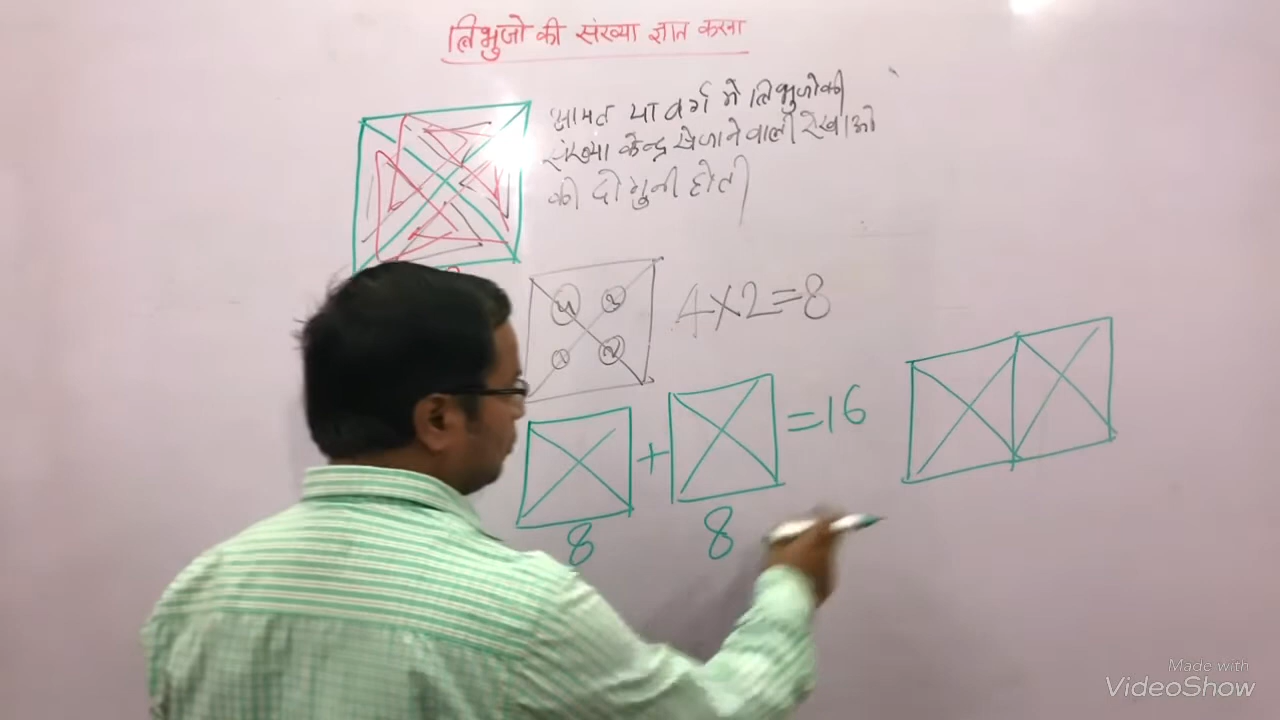 त्रिभुजो की संख्या ज्ञात करना
आयत या वर्ग मे त्रिभुजो की
संख्या केन्द्र से जाने वाली रेखाओ
की दो गुनी होती
4×2=8
+ =16
8 8
Made with
VideoShow